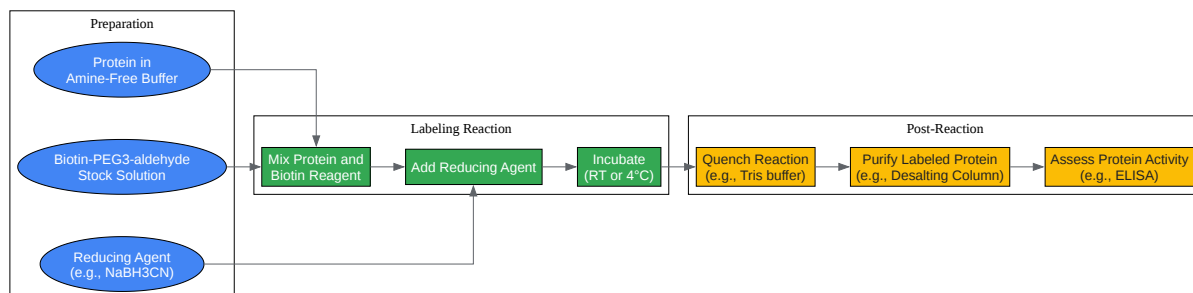 Preparation
Protein in
Amine-Free Buffer
Biotin-PEG3-aldehyde
Stock Solution
Reducing Agent
(e.g., NaBH3CN)
Labeling Reaction
Mix Protein and
Biotin Reagent
Add Reducing Agent
Incubate
(RT or 4°C)
Post-Reaction
Quench Reaction
(e.g., Tris buffer)
Purify Labeled Protein
(e.g., Desalting Column)
Assess Protein Activity
(e.g., ELISA)